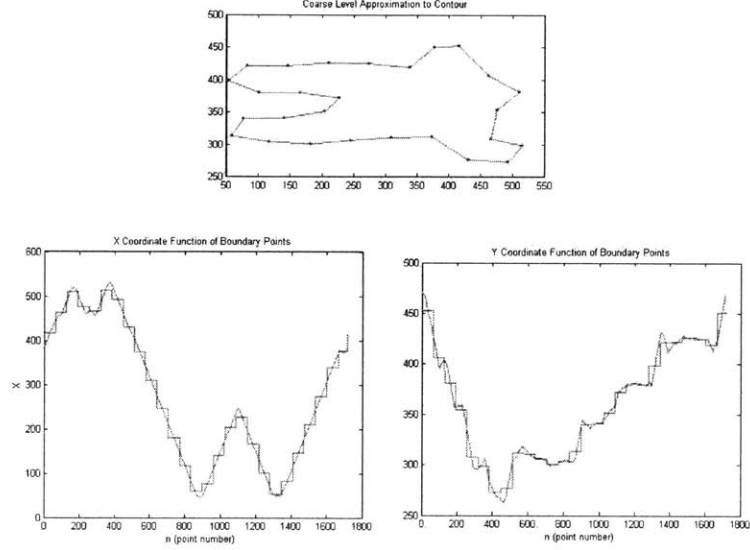 Coarse Level Approximation to Contour
500
450
400
350
300
250
50 100 150 200 250 300 350 400 450 500 550
X Coordinate Function of Boundary Points
600
500
400
300
200
100
0
X
0 200 400 600 800 1000 1200 1400 1600 1800
n (point number)
Y Coordinate Function of Boundary Points
500
450
400
350
300
250
0 200 400 600 800 1000 1200 1400 1600 1800
n (point number)